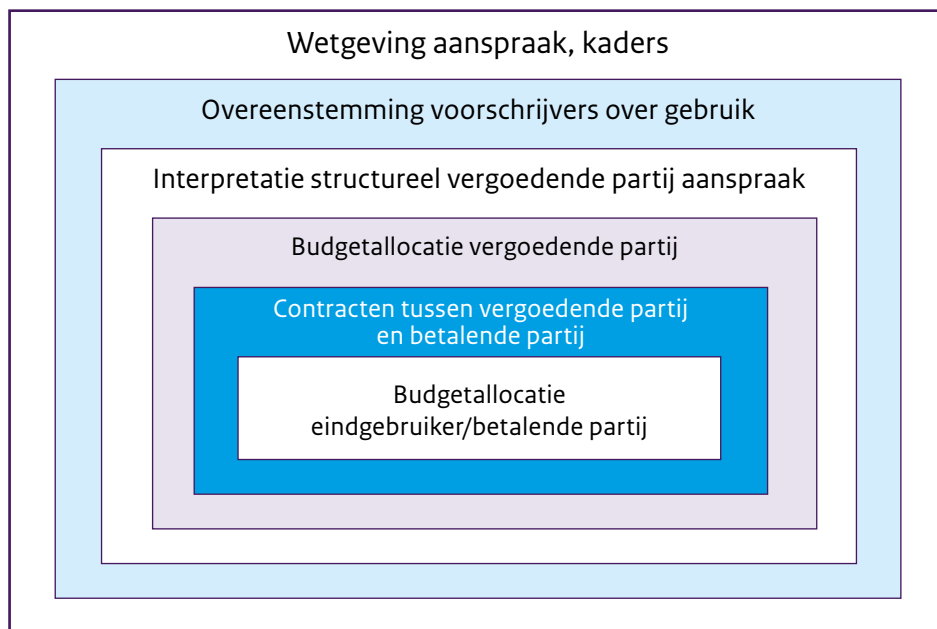 Wetgeving aanspraak, kaders
Overeenstemming voorschrijvers over gebruik
Interpretatie structureel vergoedende partij aanspraak
Budgetallocatie vergoedende partij
Contracten tussen vergoedende partij
en betalende partij
Budgetallocatie
eindgebruiker/betalende partij